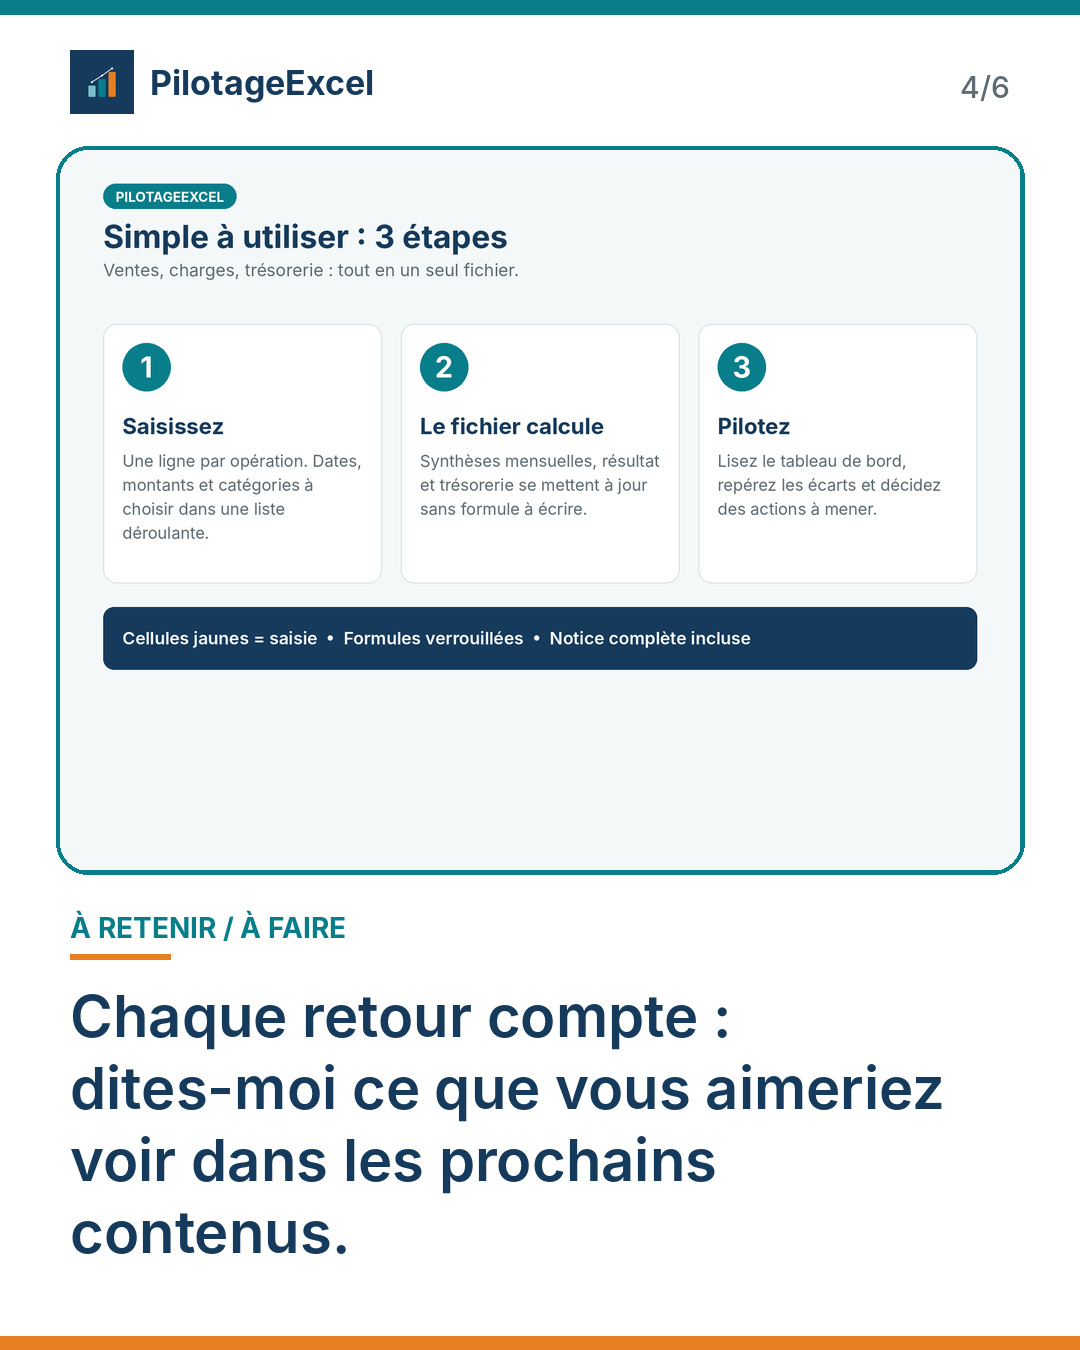 PilotageExcel
4/6
PILOTAGEEXCEL
Simple à utiliser : 3 étapes
Ventes, charges, trésorerie : tout en un seul fichier.
1
Saisissez
Une ligne par opération. Dates,
montants et catégories à
choisir dans une liste
déroulante.
2
Le fichier calcule
Synthèses mensuelles, résultat
et trésorerie se mettent à jour
sans formule à écrire.
3
Pilotez
Lisez le tableau de bord,
repérez les écarts et décidez
des actions à mener.
Cellules jaunes = saisie • Formules verrouillées • Notice complète incluse
À RETENIR / À FAIRE
Chaque retour compte :
dites-moi ce que vous aimeriez
voir dans les prochains
contenus.